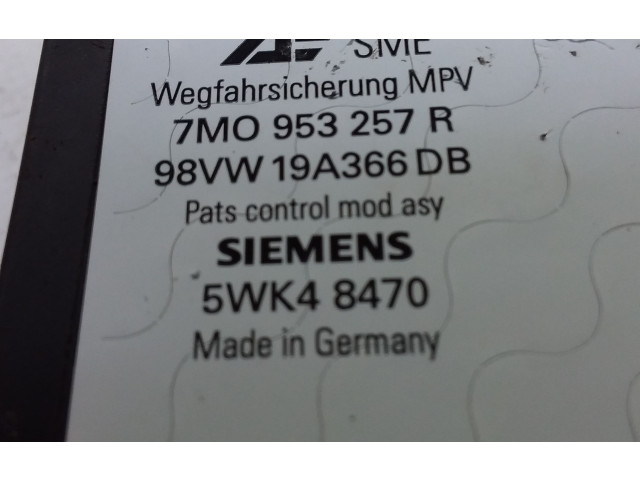 AE SME
Wegfahrsicherung MPV
7MO 953 257 R
98VW 19A366 DB
Pats control mod asy
SIEMENS
5WK4 8470
Made in Germany